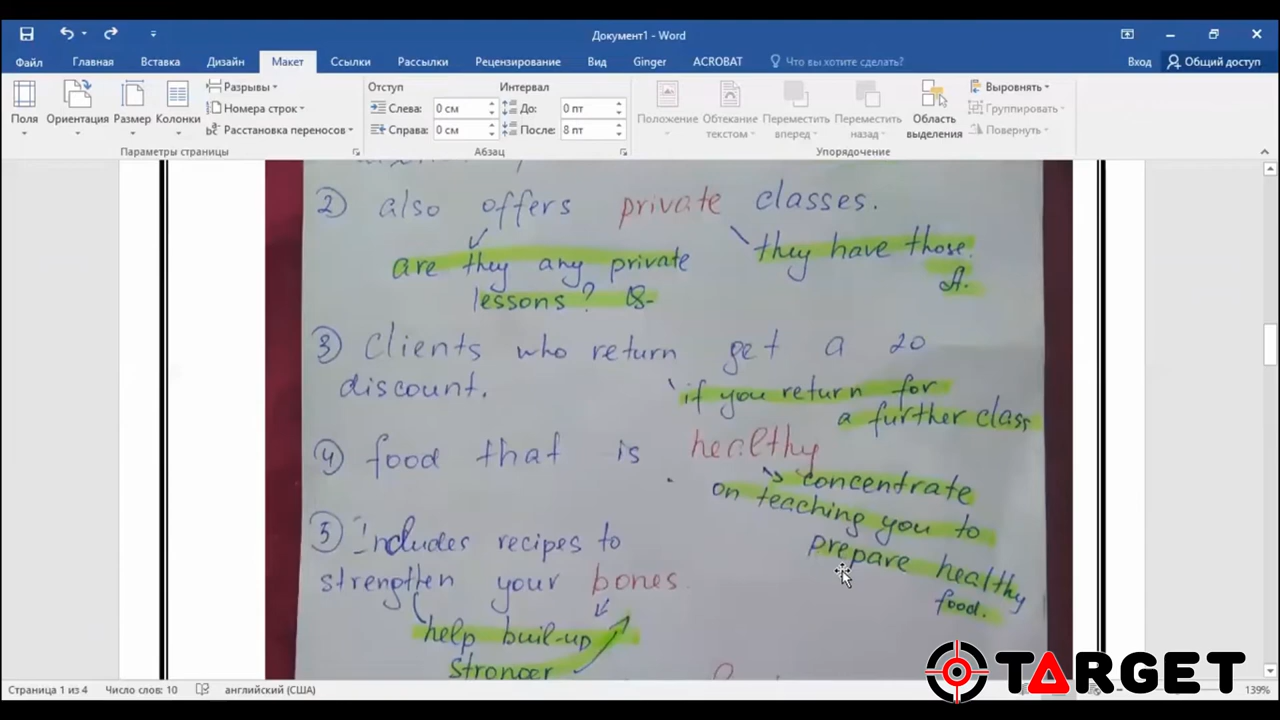 Документ1 - Word
Файл Главная Вставка Дизайн Макет Ссылки Рассылки Рецензирование Вид Ginger ACROBAT Что вы хотите сделать? Вход Общий доступ
Поля Ориентация Размер Колонки
Разрывы
Номера строк
Расстановка переносов
Параметры страницы
Отступ Интервал
Слева: 0 см До: 0 пт
Справа: 0 см После: 8 пт
Абзац
Положение Обтекание текстом Переместить вперед Переместить назад Область выделения
Выровнять
Группировать
Повернуть
Упорядочение
2) also offers private classes.
they have those.
A.
are they any private
lessons? Q-
3) Clients who return get a 20
discount.
if you return for
a further class
4) food that is healthy
concentrate
on teaching you to
prepare healthy
food.
5) Includes recipes to
strengthen your bones.
help buil-up
stronger
TARGET
Страница 1 из 4 Число слов: 10 английский (США) 139%